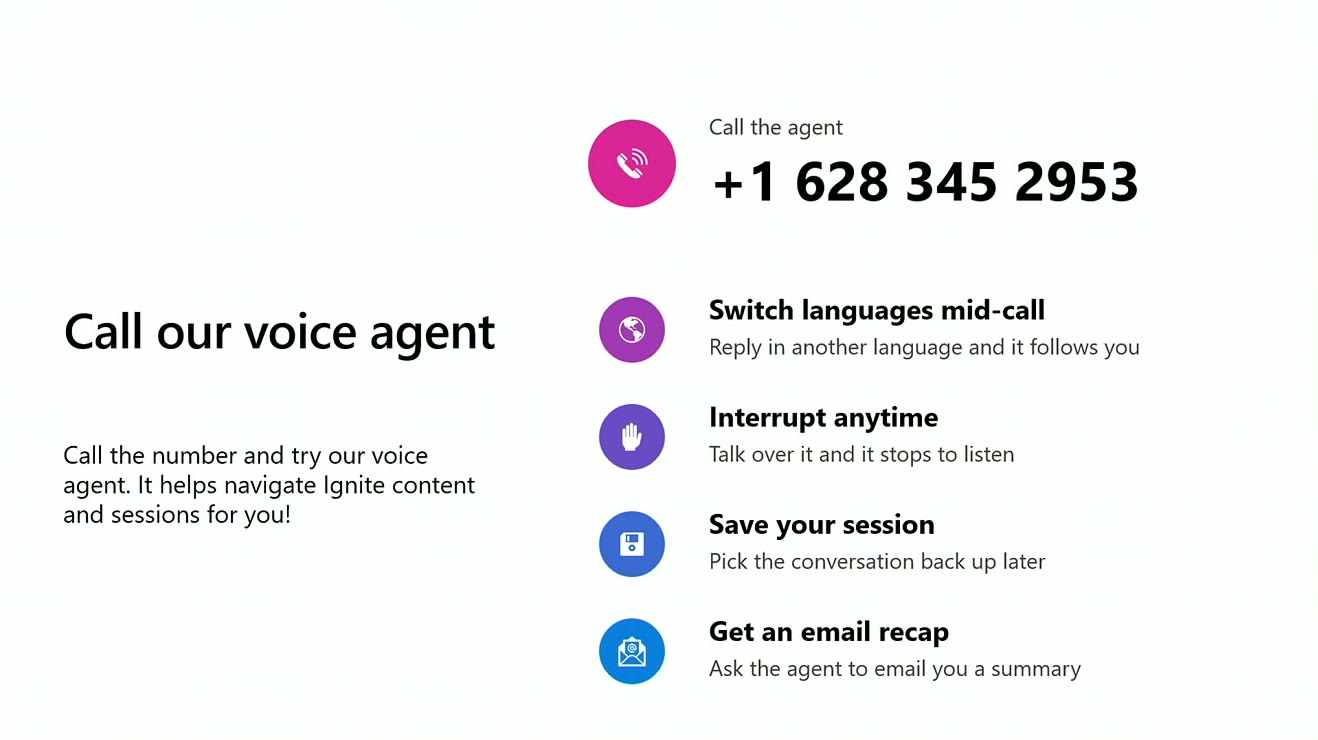 Call our voice agent
Call the number and try our voice
agent. It helps navigate Ignite content
and sessions for you!
Call the agent
+1 628 345 2953
Switch languages mid-call
Reply in another language and it follows you
Interrupt anytime
Talk over it and it stops to listen
Save your session
Pick the conversation back up later
Get an email recap
Ask the agent to email you a summary